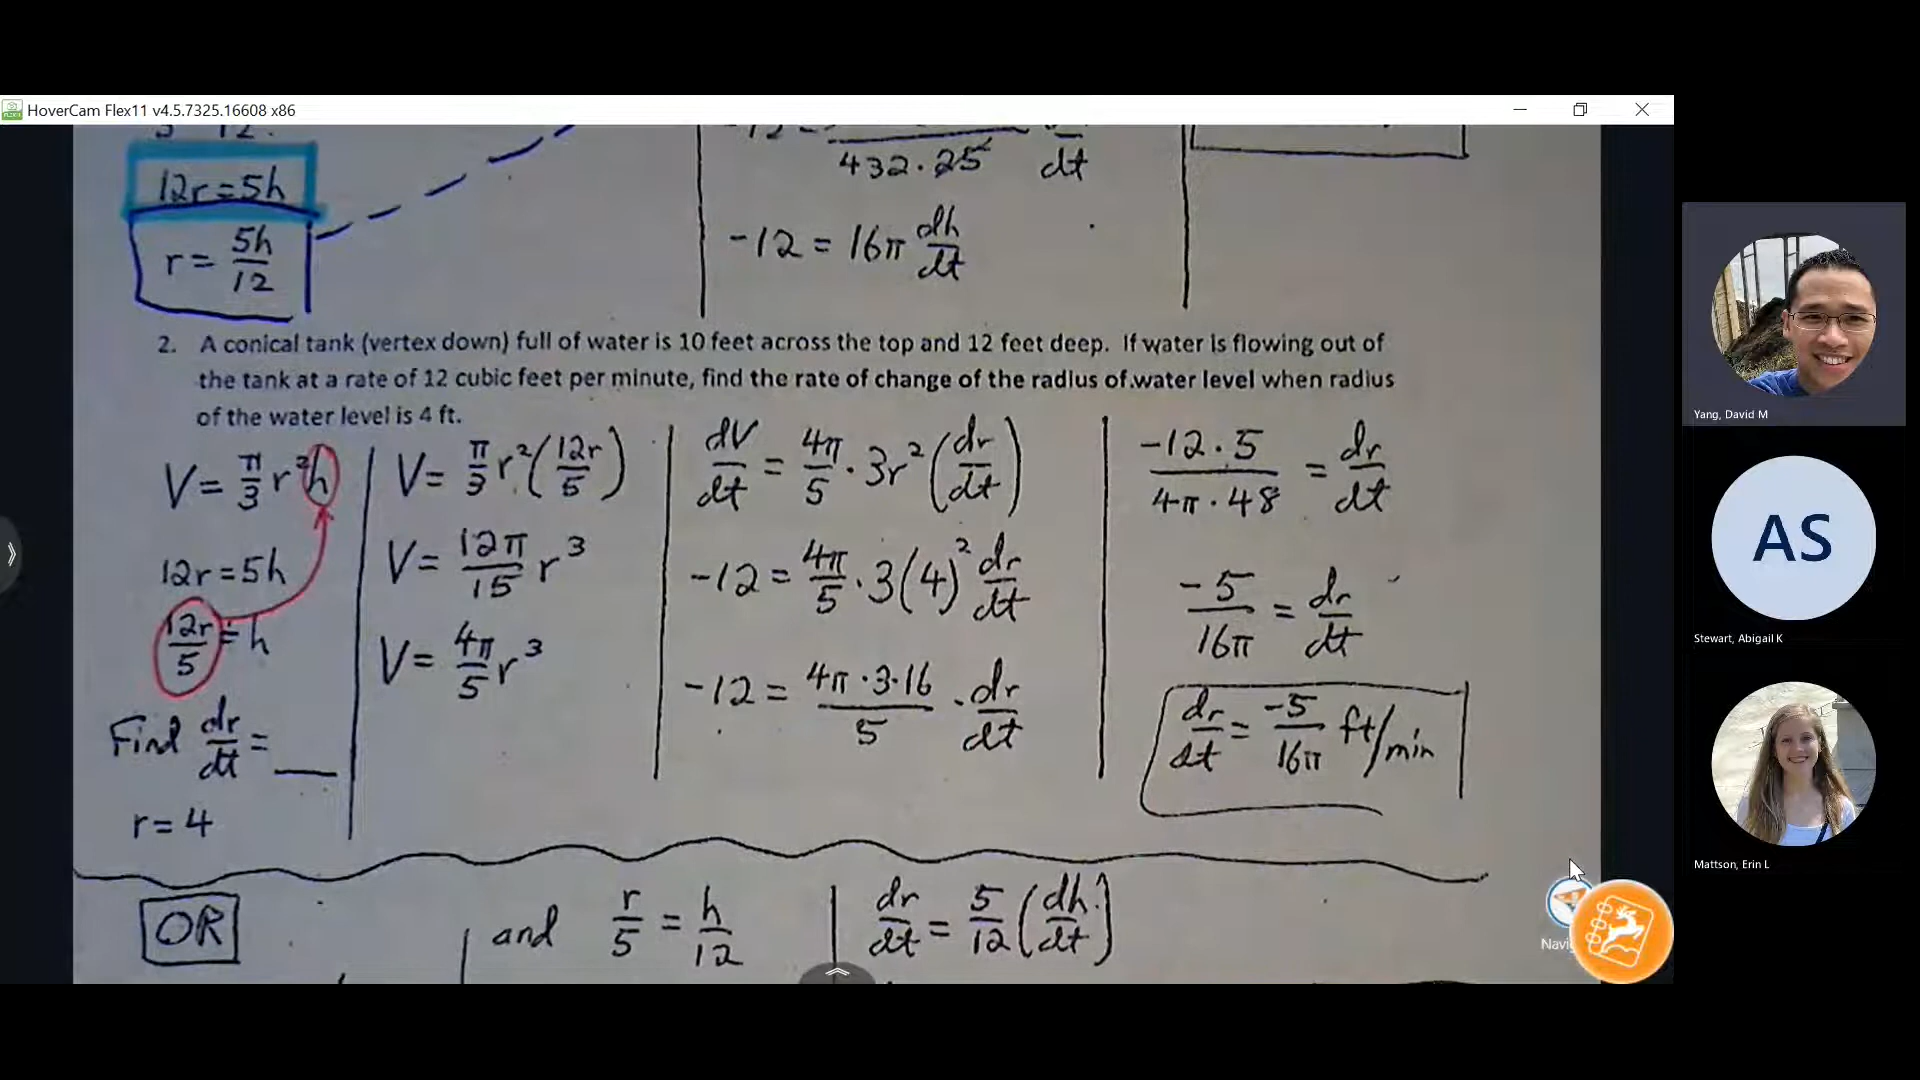 HoverCam Flex11 v4.5.7325.16608 x86
12r = 5h
r = 5h/12
432·25 dt
-12 = 16π dh/dt
2. A conical tank (vertex down) full of water is 10 feet across the top and 12 feet deep. If water is flowing out of
the tank at a rate of 12 cubic feet per minute, find the rate of change of the radius of water level when radius
of the water level is 4 ft.
V = π/3 r²h
12r = 5h
12r/5 = h
Find dr/dt = ___
r = 4
V = π/3 r² (12r/5)
V = 12π/15 r³
V = 4π/5 r³
dV/dt = 4π/5 · 3r² (dr/dt)
-12 = 4π/5 · 3(4)² dr/dt
-12 = 4π·3·16/5 · dr/dt
-12·5/4π·48 = dr/dt
-5/16π = dr/dt
dr/dt = -5/16π ft/min
OR
and r/5 = h/12
dr/dt = 5/12 (dh/dt)
Yang, David M
AS
Stewart, Abigail K
Mattson, Erin L